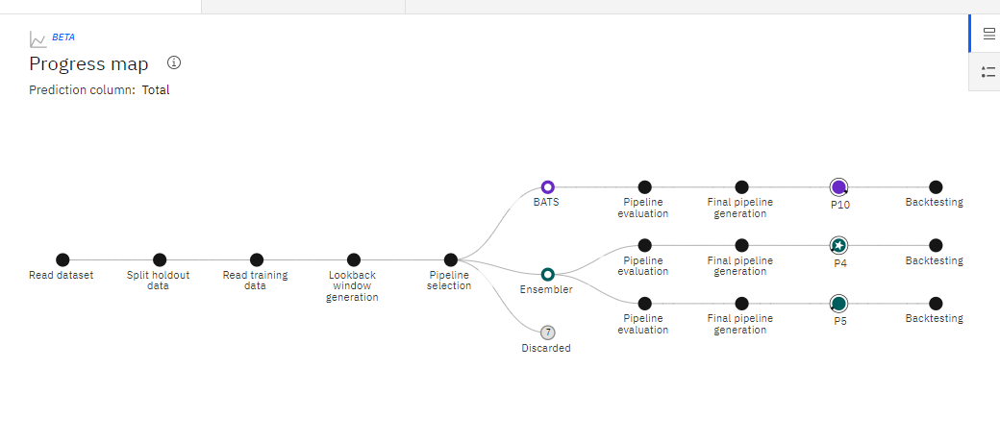 BETA
Progress map
Prediction column: Total
BATS
Pipeline
evaluation
Final pipeline
generation
P10
Backtesting
Read dataset
Split holdout
data
Read training
data
Lookback
window
generation
Pipeline
selection
Ensembler
Pipeline
evaluation
Final pipeline
generation
P4
Backtesting
Pipeline
evaluation
Final pipeline
generation
P5
Backtesting
7
Discarded